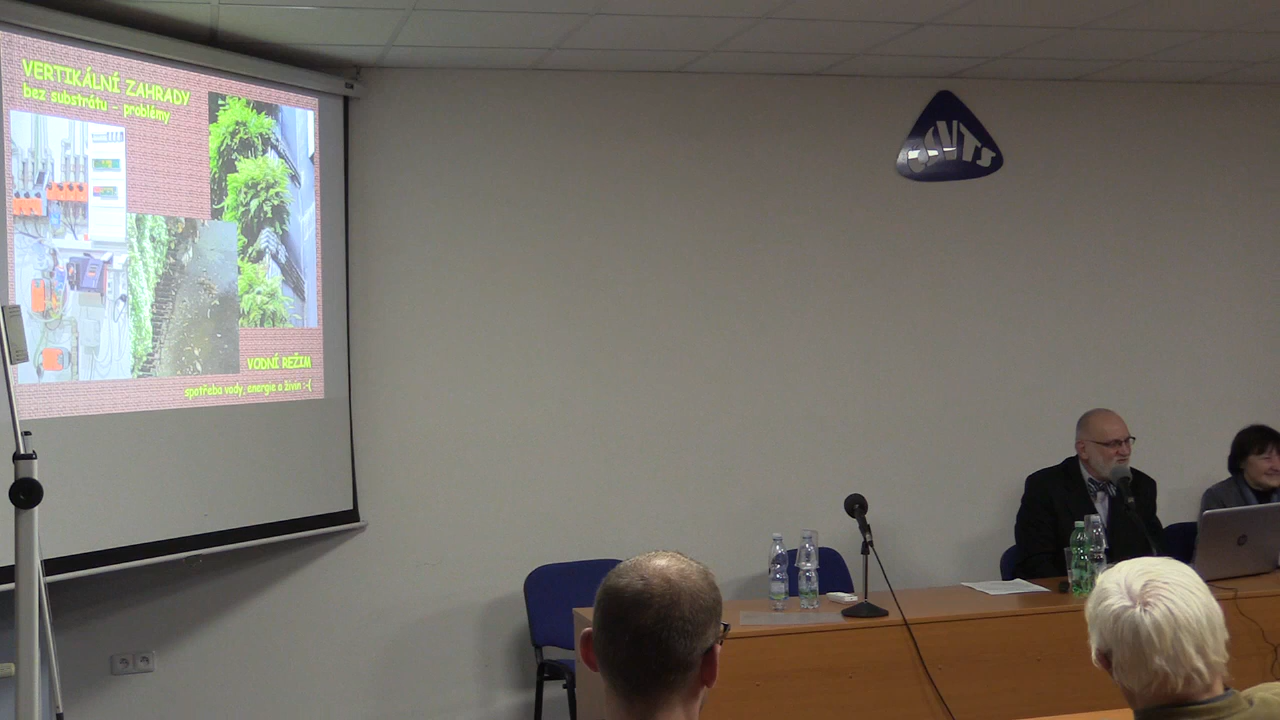 VERTIKÁLNÍ ZAHRADY
bez substrátu - problémy
VODNÍ REŽIM
spotřeba vody, energie a živin :-(
ČSVTS